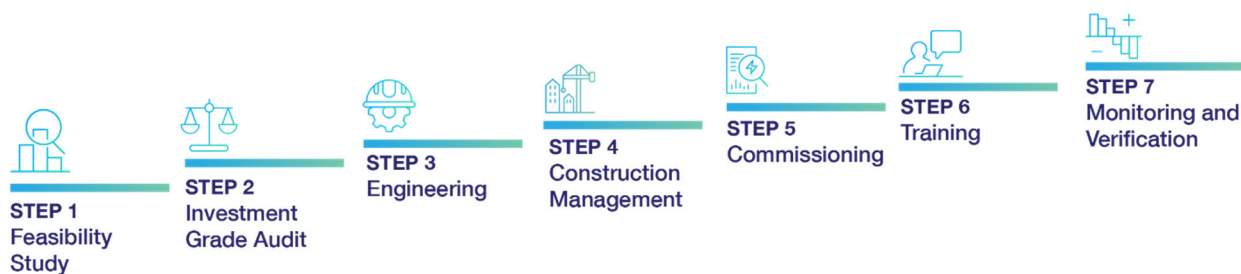 STEP 1
Feasibility
Study
STEP 2
Investment
Grade Audit
STEP 3
Engineering
STEP 4
Construction
Management
STEP 5
Commissioning
STEP 6
Training
STEP 7
Monitoring and
Verification